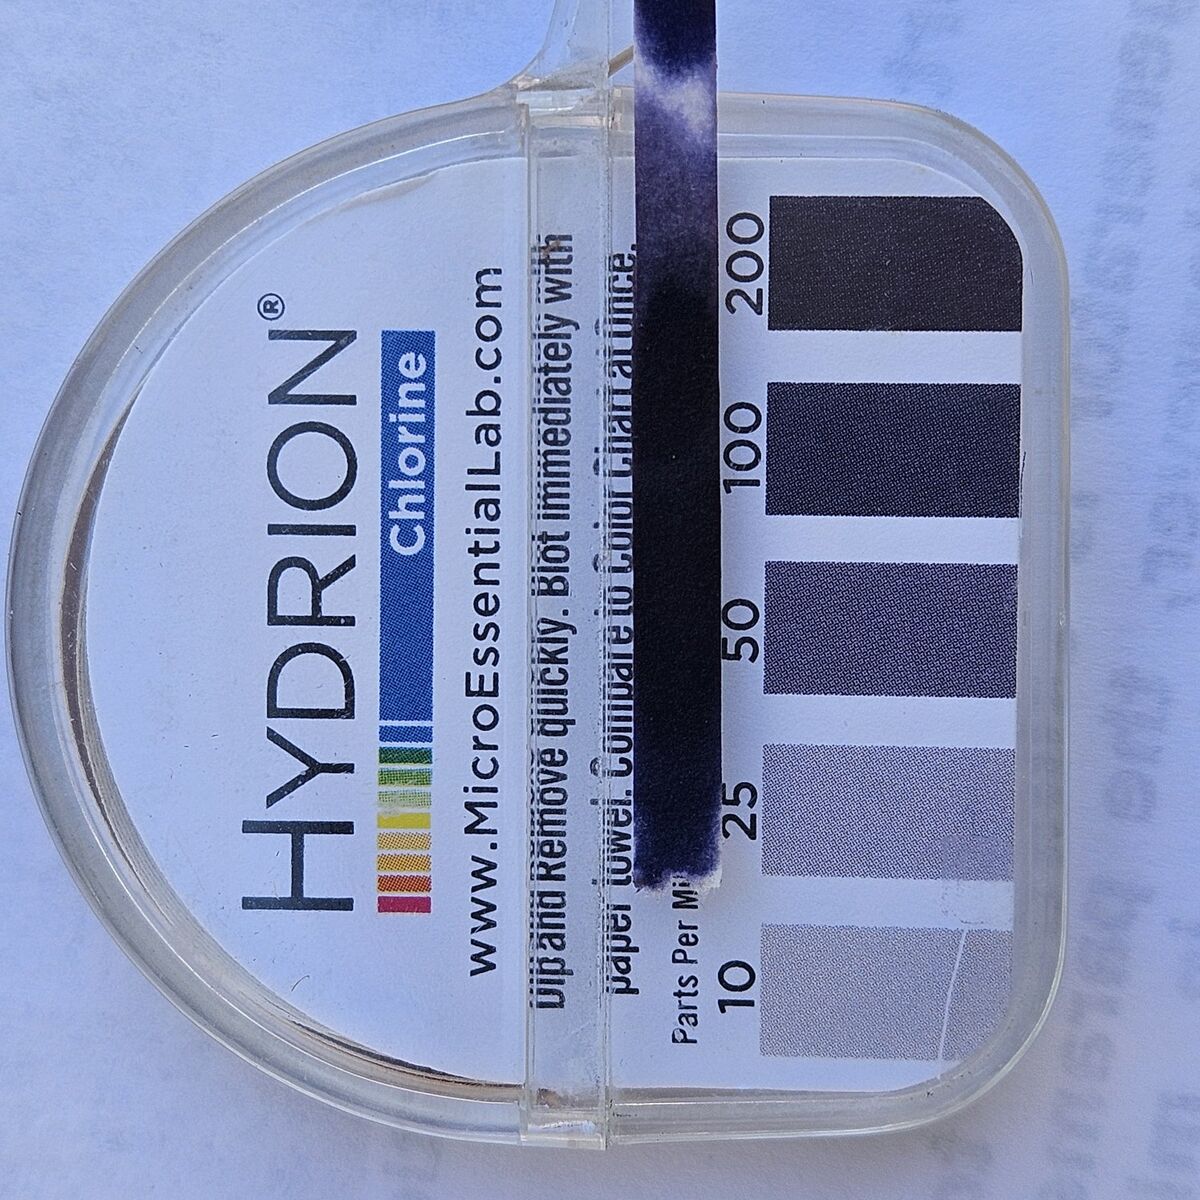 HYDRION®
Chlorine
www.MicroEssentialLab.com
Dip and Remove quickly. Blot immediately with
paper towel. Compare to Color Chart at once.
Parts Per
10 25 50 100 200